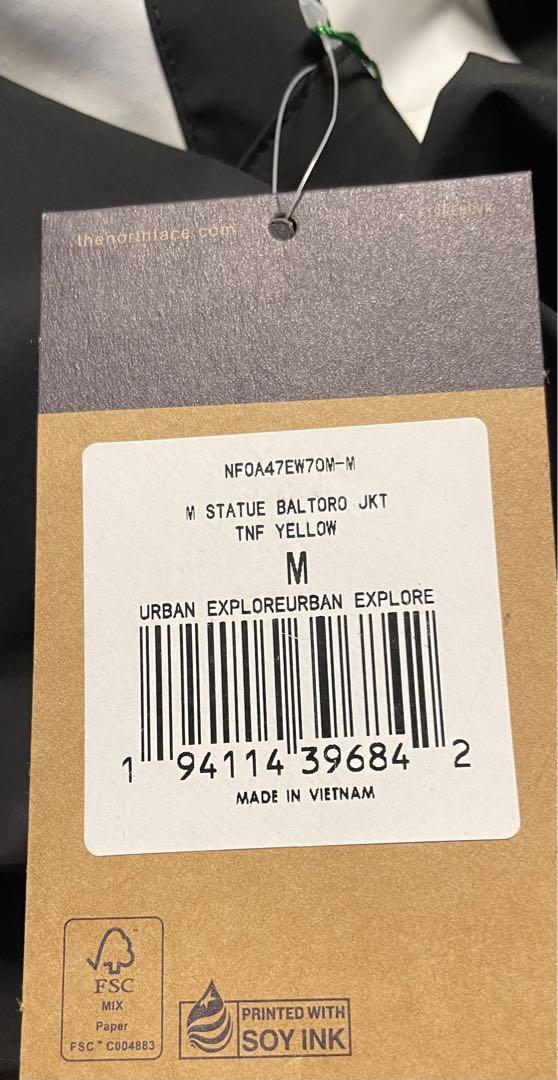 thenorthface.com
NF0A47EW70M-M
M STATUE BALTORO JKT
TNF YELLOW
M
URBAN EXPLOREURBAN EXPLORE
1 94114 39684 2
MADE IN VIETNAM
FSC
MIX
Paper
FSC™ C004883
PRINTED WITH
SOY INK